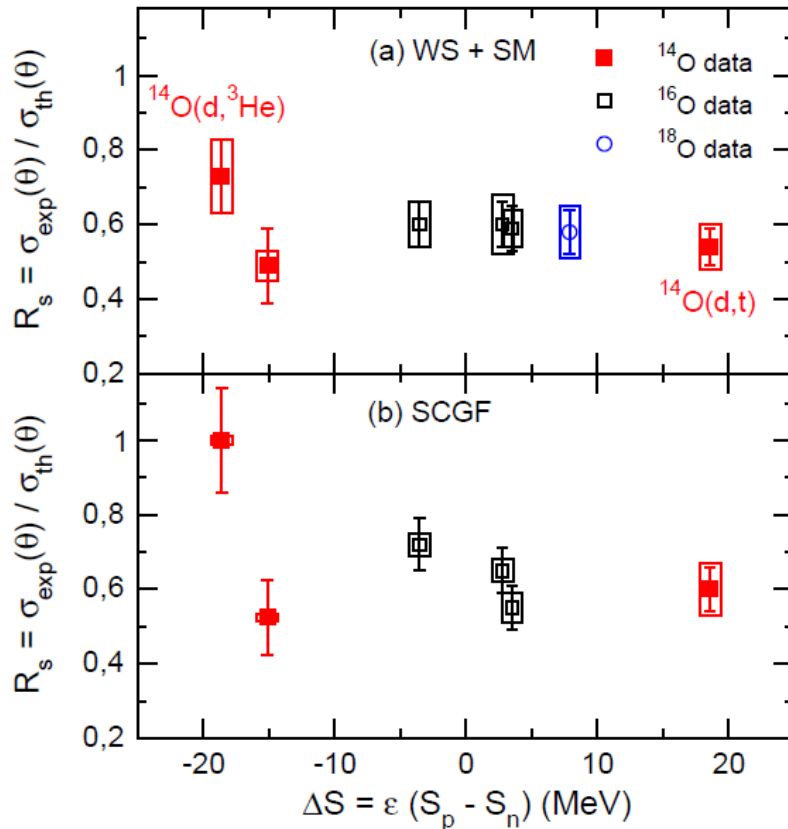 (a) WS + SM
¹⁴O data
¹⁶O data
¹⁸O data
¹⁴O(d,³He)
¹⁴O(d,t)
1
0,8
0,6
0,4
0,2
R_s = σ_exp(θ) / σ_th(θ)
(b) SCGF
1
0,8
0,6
0,4
0,2
R_s = σ_exp(θ) / σ_th(θ)
-20 -10 0 10 20
ΔS = ε (S_p - S_n) (MeV)